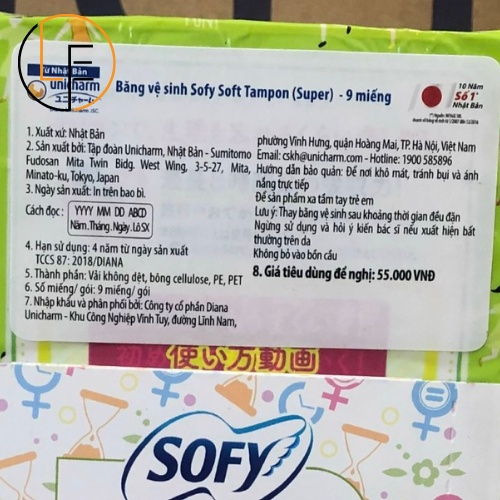 LE
Từ Nhật Bản
unicharm
ユニ・チャーム
Băng vệ sinh Sofy Soft Tampon (Super) - 9 miếng
10 Năm
Số 1*
Nhật Bản
1. Xuất xứ: Nhật Bản
2. Sản xuất bởi: Tập đoàn Unicharm, Nhật Bản - Sumitomo
Fudosan Mita Twin Bidg. West Wing, 3-5-27, Mita,
Minato-ku, Tokyo, Japan
3. Ngày sản xuất: In trên bao bì.
Cách đọc:
YYYY MM DD ABCD
Năm.Tháng.Ngày.Lô SX
4. Hạn sử dụng: 4 năm từ ngày sản xuất
TCCS 87: 2018/DIANA
5. Thành phần: Vải không dệt, bông cellulose, PE, PET
6. Số miếng/ gói: 9 miếng/ gói
7. Nhập khẩu và phân phối bởi: Công ty cổ phần Diana
Unicharm - Khu Công Nghiệp Vĩnh Tuy, đường Lĩnh Nam,
phường Vĩnh Hưng, quận Hoàng Mai, TP. Hà Nội, Việt Nam
Email: cskh@unicharm.com - Hotline: 1900 585896
Hướng dẫn bảo quản: Để nơi khô mát, tránh bụi và ánh
nắng trực tiếp
Để sản phẩm xa tầm tay trẻ em
Lưu ý: Thay băng vệ sinh sau khoảng thời gian đều đặn
Ngừng sử dụng và hỏi ý kiến bác sĩ nếu xuất hiện bất
thường trên da
Không bỏ vào bồn cầu
8. Giá tiêu dùng đề nghị: 55.000 VNĐ
使い方動画
SOFY